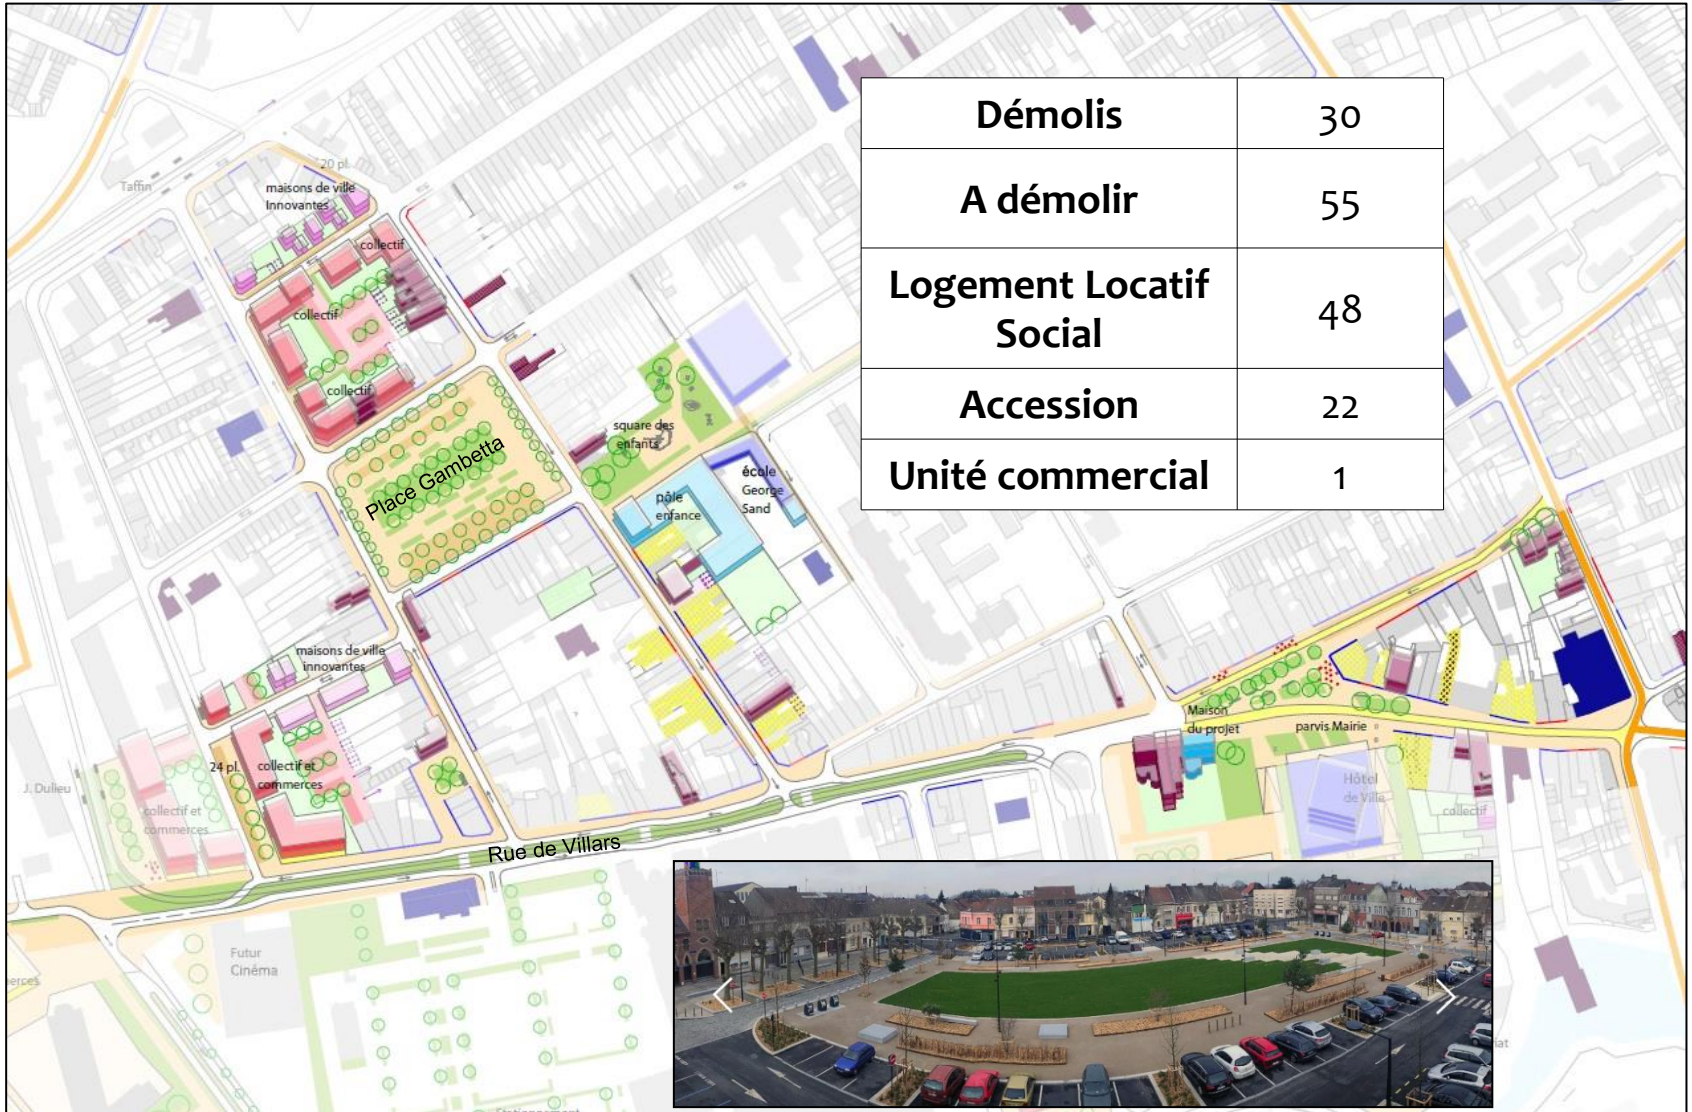 Démolis 30
A démolir 55
Logement Locatif
Social 48
Accession 22
Unité commercial 1
20 pl.
Taffin
maisons de ville
Innovantes
collectif
collectif
collectif
Place Gambetta
square des
enfants
école
George
Sand
pôle
enfance
maisons de ville
innovantes
Maison
du projet
parvis Mairie
Hôtel
de Ville
collectif
24 pl.
collectif et
commerces
J. Dulieu
collectif et
commerces
Rue de Villars
Futur
Cinéma
Stationnement